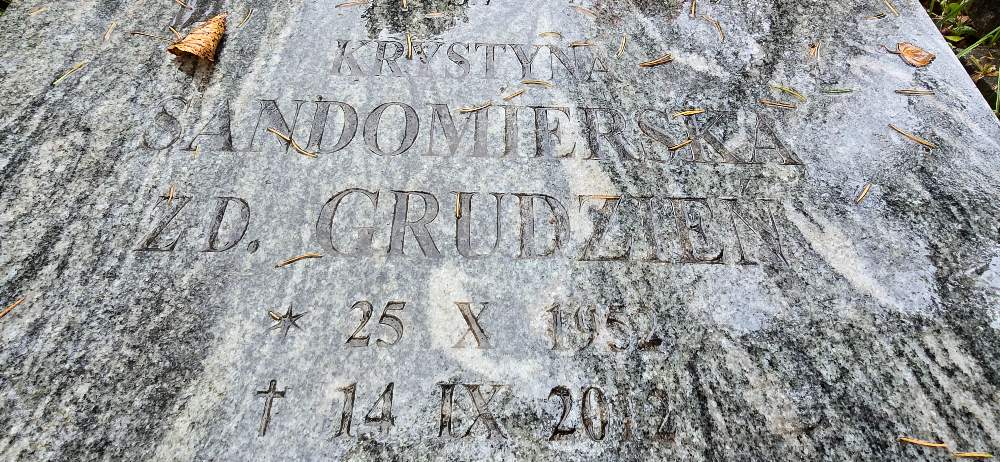 KRYSTYNA
SANDOMIERSKA
ZD. GRUDZIEŃ
* 25 X 1952
† 14 IX 2012